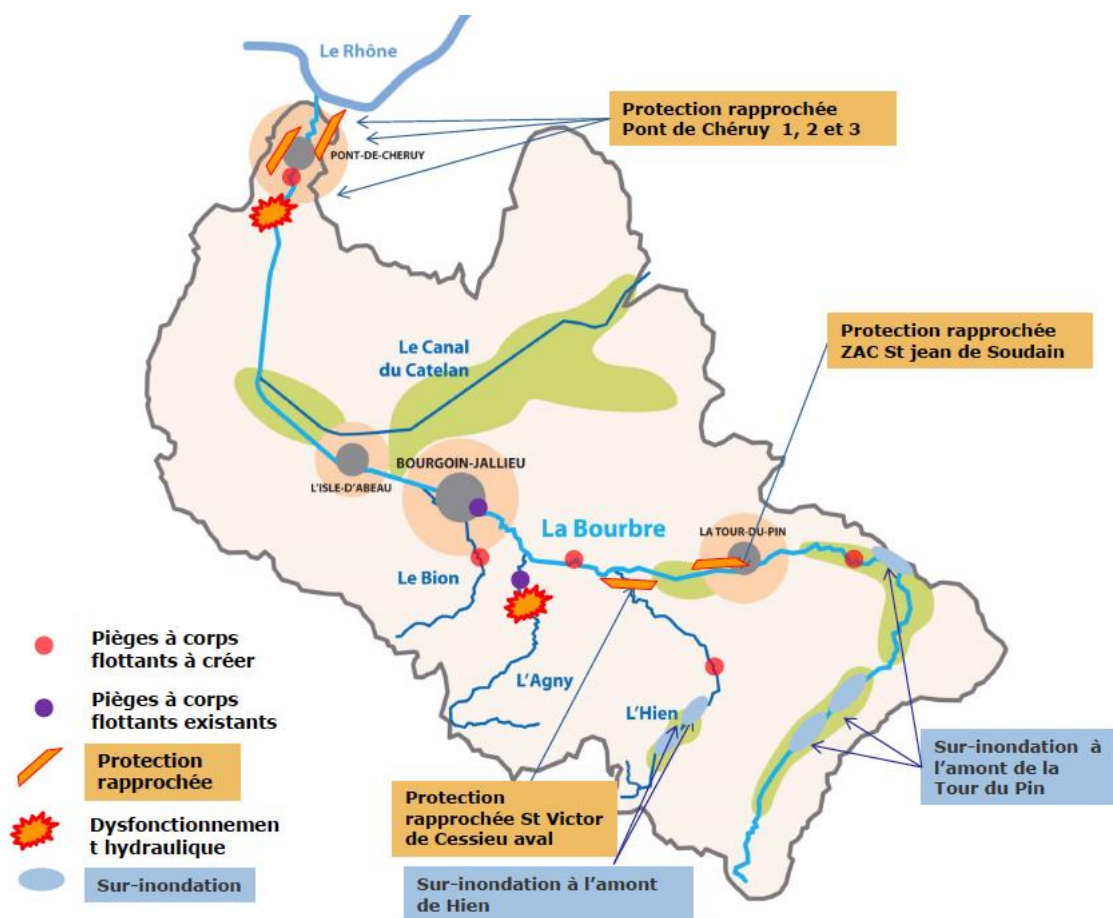 Le Rhône
Protection rapprochée
Pont de Chéruy 1, 2 et 3
PONT-DE-CHERUY
Protection rapprochée
ZAC St jean de Soudain
Le Canal
du Catelan
BOURGOIN-JALLIEU
L'ISLE-D'ABEAU
La Bourbre
LA TOUR-DU-PIN
Le Bion
L'Agny
L'Hien
Pièges à corps
flottants à créer
Pièges à corps
flottants existants
Protection
rapprochée
Dysfonctionnemen
t hydraulique
Sur-inondation
Protection
rapprochée St Victor
de Cessieu aval
Sur-inondation à l'amont
de Hien
Sur-inondation à
l'amont de la
Tour du Pin